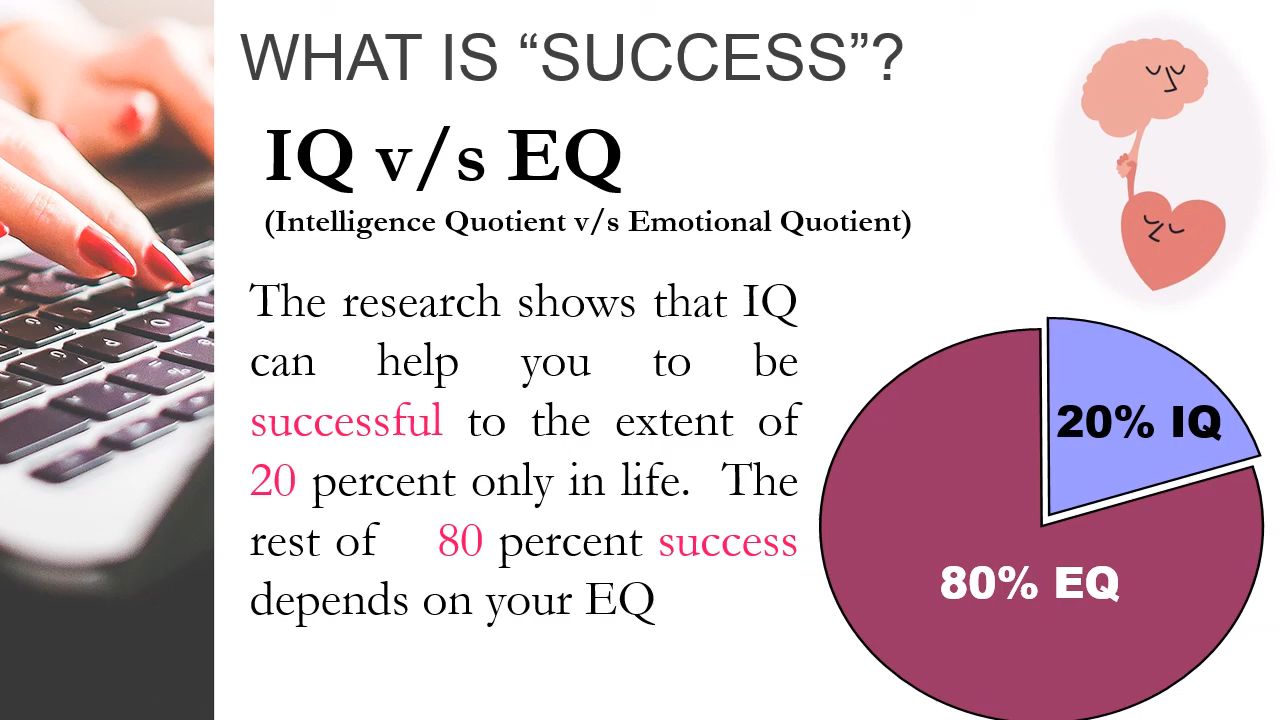 WHAT IS “SUCCESS”?
IQ v/s EQ
(Intelligence Quotient v/s Emotional Quotient)
The research shows that IQ
can help you to be
successful to the extent of
20 percent only in life. The
rest of 80 percent success
depends on your EQ
20% IQ
80% EQ